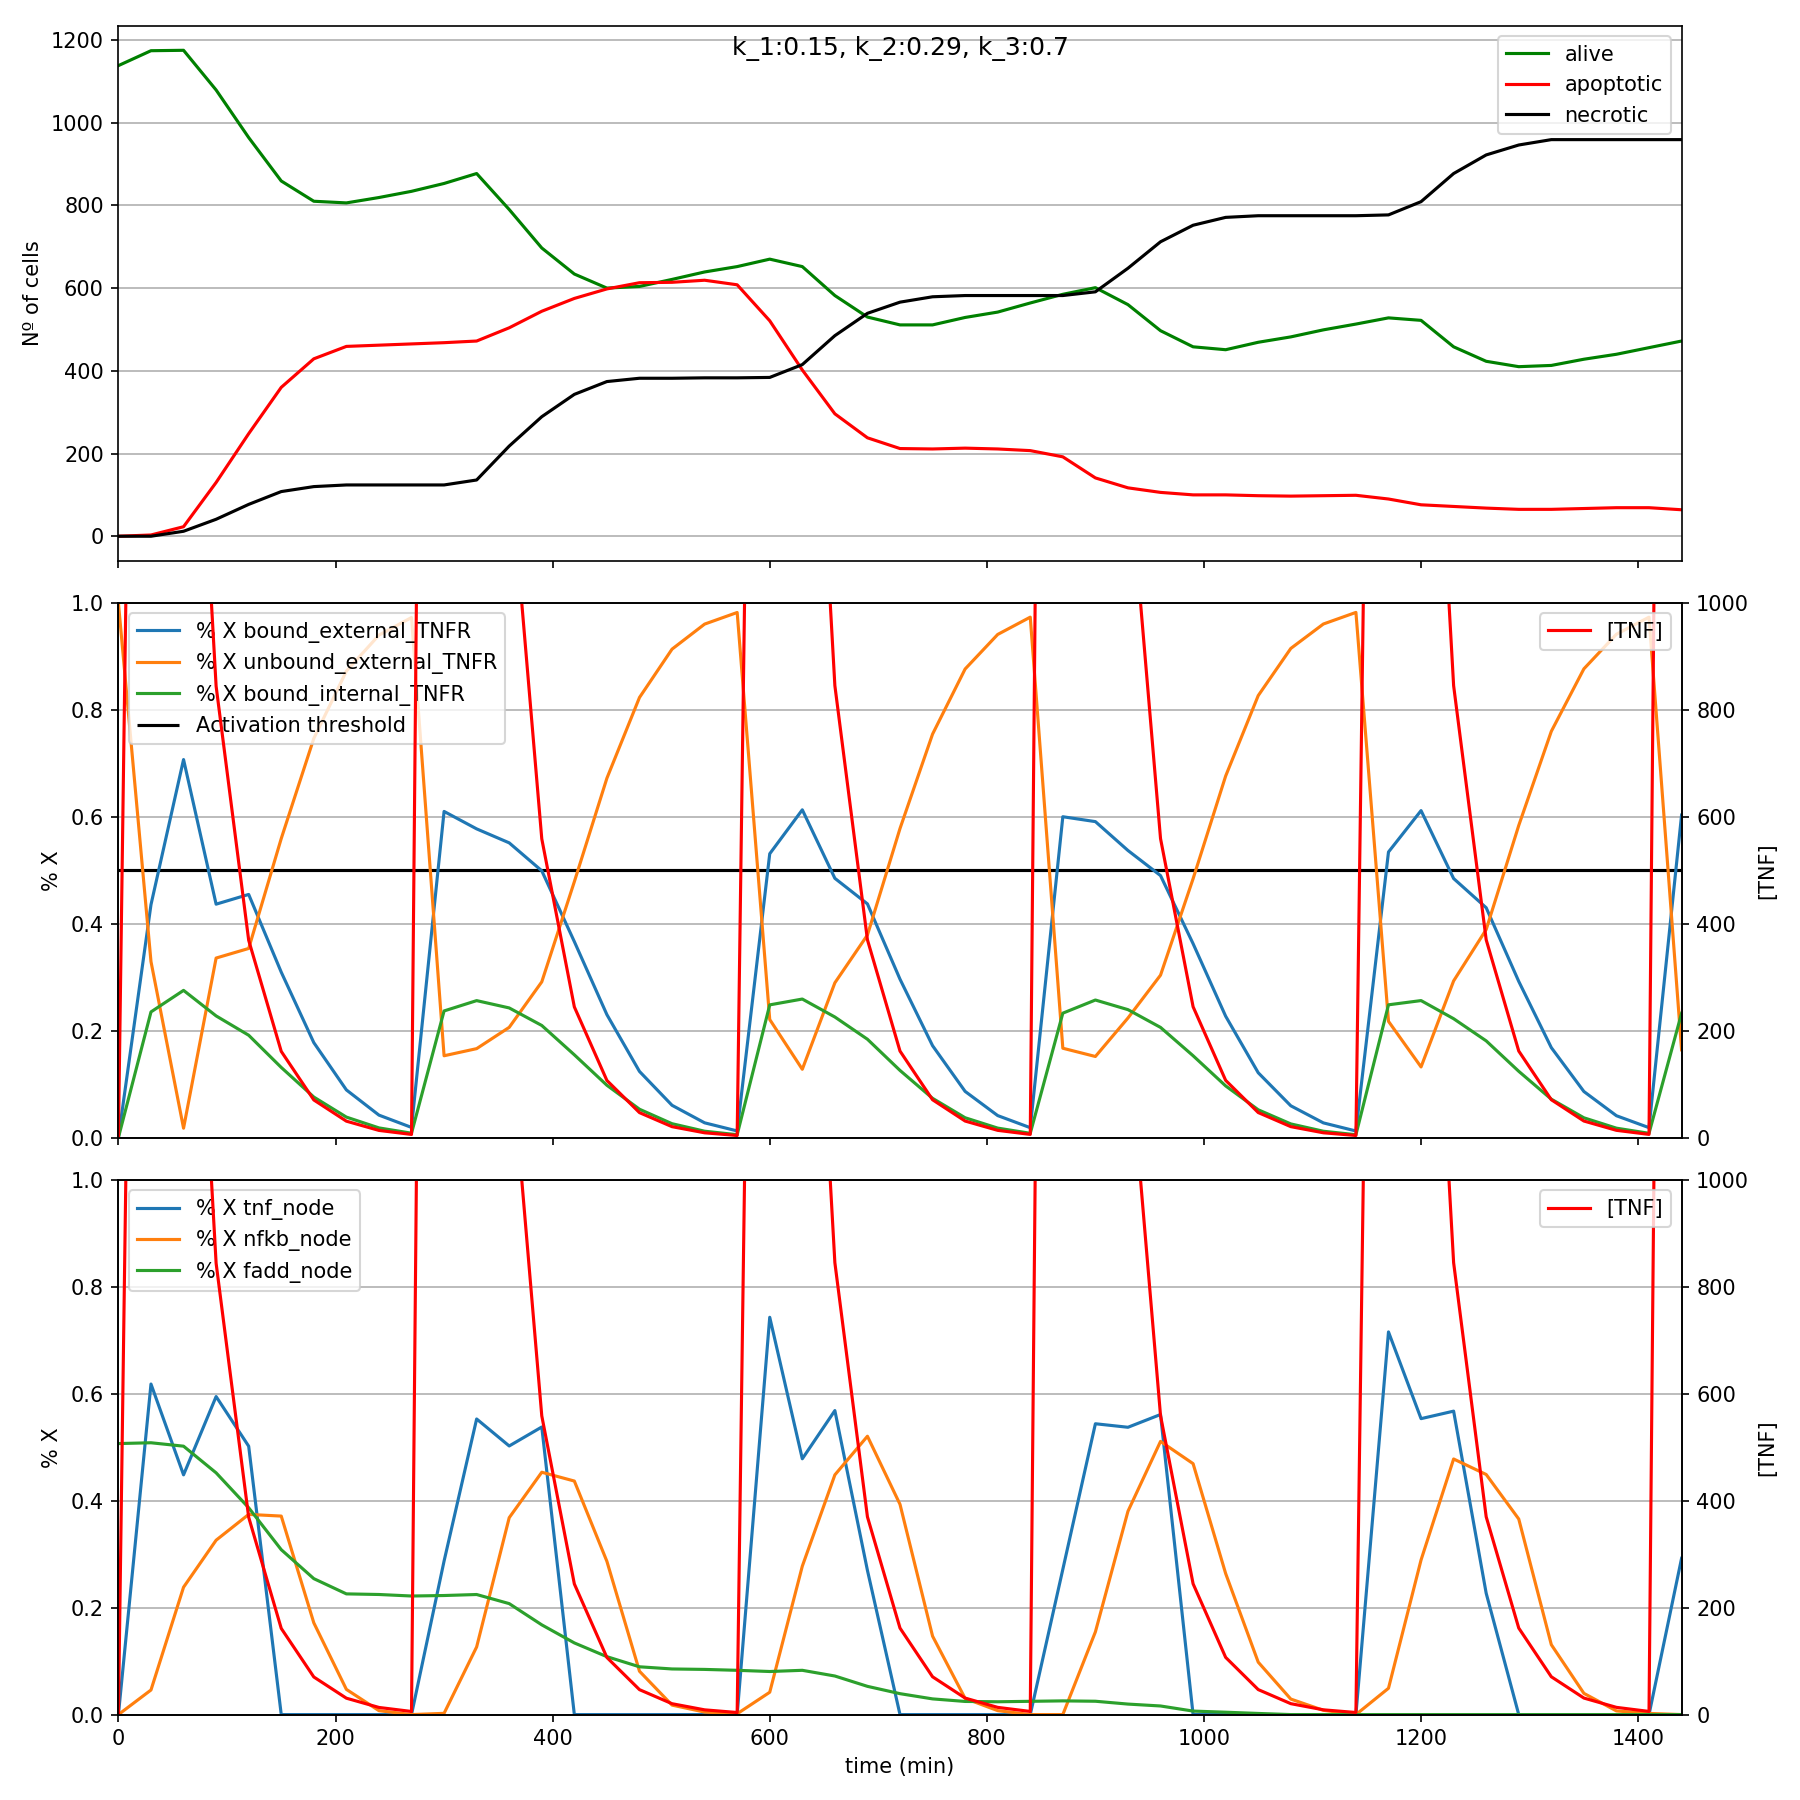 k_1:0.15, k_2:0.29, k_3:0.7
1200
1000
800
600
400
200
0
Nº of cells
alive
apoptotic
necrotic
1.0
0.8
0.6
0.4
0.2
0.0
% X
% X bound_external_TNFR
% X unbound_external_TNFR
% X bound_internal_TNFR
Activation threshold
[TNF]
1000
800
600
400
200
0
[TNF]
1.0
0.8
0.6
0.4
0.2
0.0
% X
% X tnf_node
% X nfkb_node
% X fadd_node
[TNF]
1000
800
600
400
200
0
[TNF]
0 200 400 600 800 1000 1200 1400
time (min)